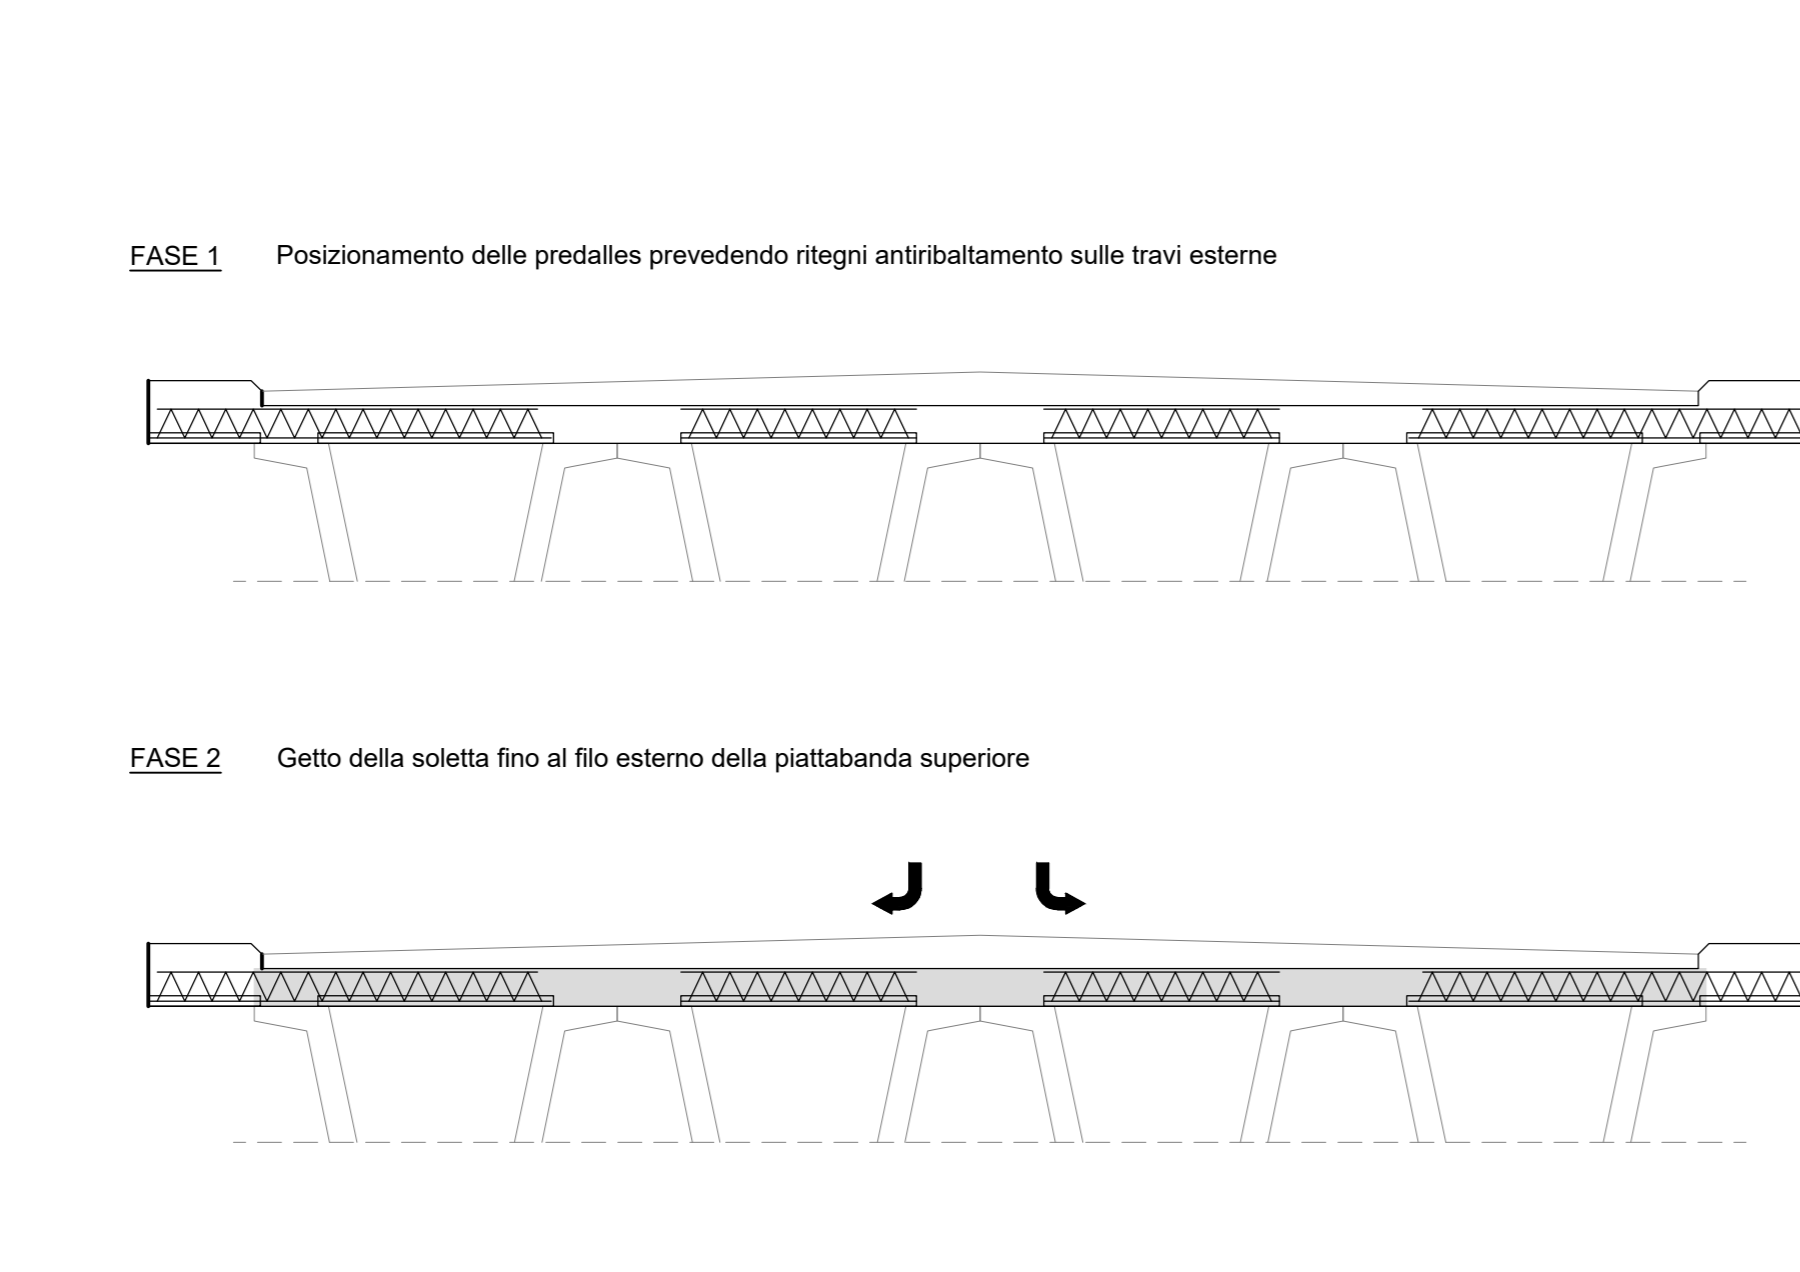 FASE 1 Posizionamento delle predalles prevedendo ritegni antiribaltamento sulle travi esterne
FASE 2 Getto della soletta fino al filo esterno della piattabanda superiore